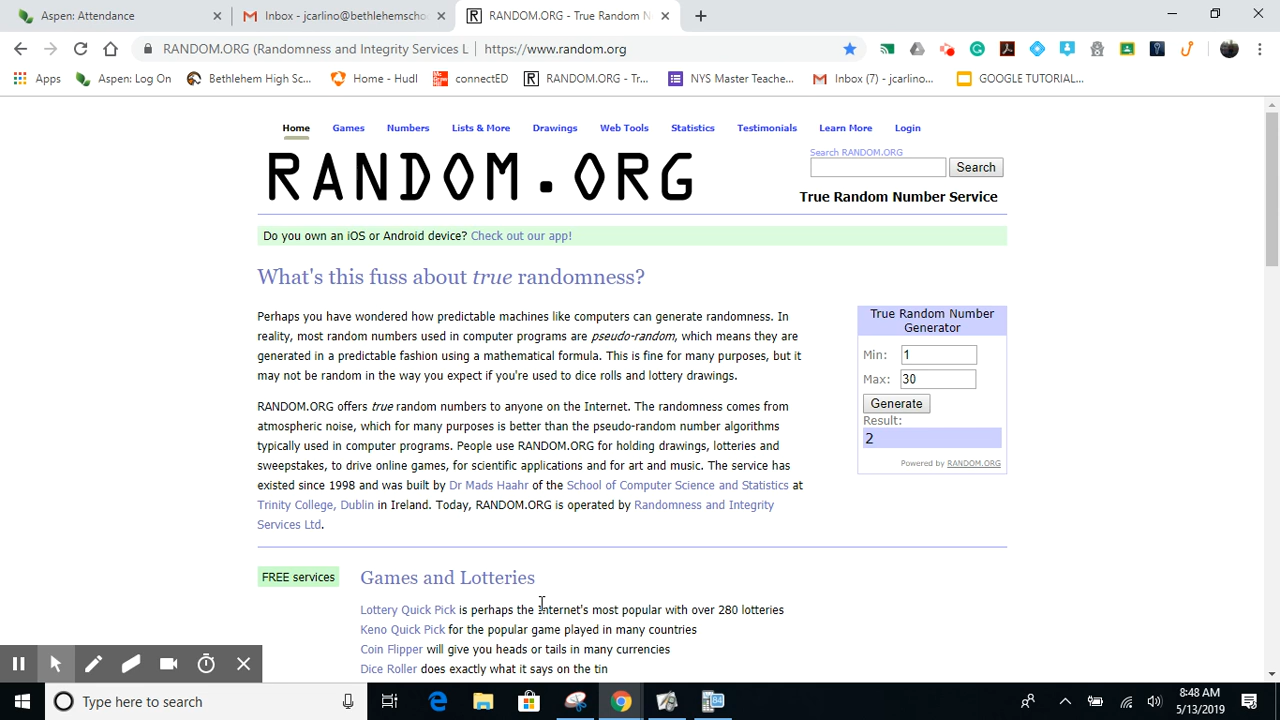 Aspen: Attendance
Inbox - jcarlino@bethlehemscho
RANDOM.ORG - True Random N
RANDOM.ORG (Randomness and Integrity Services L
https://www.random.org
Apps
Aspen: Log On
Bethlehem High Sc...
Home - Hudl
connectED
RANDOM.ORG - Tr...
NYS Master Teache...
Inbox (7) - jcarlino...
GOOGLE TUTORIAL...
Home Games Numbers Lists & More Drawings Web Tools Statistics Testimonials Learn More Login
Search RANDOM.ORG
RANDOM.ORG
Search
True Random Number Service
Do you own an iOS or Android device? Check out our app!
What's this fuss about true randomness?
Perhaps you have wondered how predictable machines like computers can generate randomness. In
reality, most random numbers used in computer programs are pseudo-random, which means they are
generated in a predictable fashion using a mathematical formula. This is fine for many purposes, but it
may not be random in the way you expect if you're used to dice rolls and lottery drawings.
RANDOM.ORG offers true random numbers to anyone on the Internet. The randomness comes from
atmospheric noise, which for many purposes is better than the pseudo-random number algorithms
typically used in computer programs. People use RANDOM.ORG for holding drawings, lotteries and
sweepstakes, to drive online games, for scientific applications and for art and music. The service has
existed since 1998 and was built by Dr Mads Haahr of the School of Computer Science and Statistics at
Trinity College, Dublin in Ireland. Today, RANDOM.ORG is operated by Randomness and Integrity
Services Ltd.
True Random Number
Generator
Min: 1
Max: 30
Generate
Result:
2
Powered by RANDOM.ORG
FREE services
Games and Lotteries
Lottery Quick Pick is perhaps the Internet's most popular with over 280 lotteries
Keno Quick Pick for the popular game played in many countries
Coin Flipper will give you heads or tails in many currencies
Dice Roller does exactly what it says on the tin
Type here to search
8:48 AM
5/13/2019